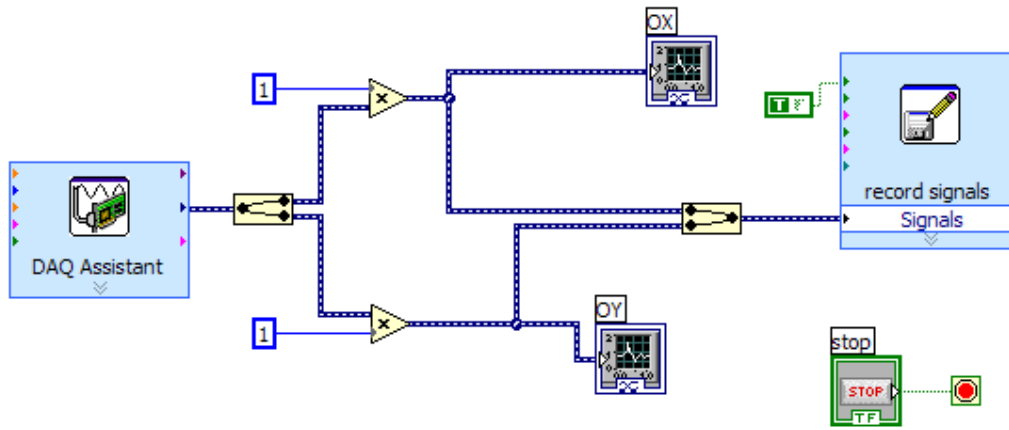 OX
1
T F
record signals
Signals
DAQ Assistant
1
OY
stop
STOP
TF